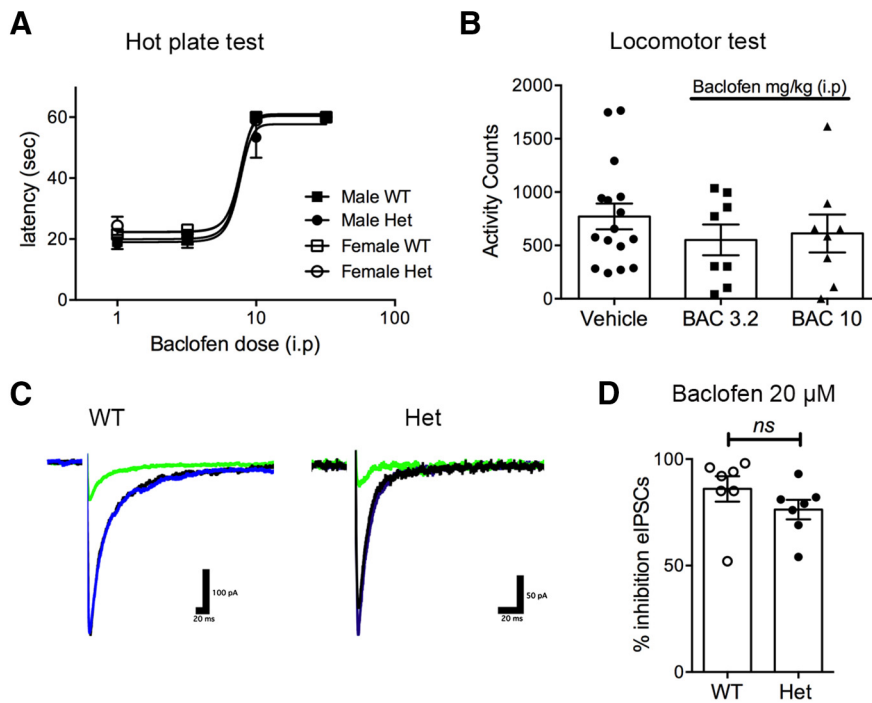 A
Hot plate test
latency (sec)
60
40
20
0
1
10
100
Baclofen dose (i.p)
Male WT
Male Het
Female WT
Female Het
B
Locomotor test
Baclofen mg/kg (i.p)
Activity Counts
2000
1500
1000
500
0
Vehicle
BAC 3.2
BAC 10
C
WT
100 pA
20 ms
Het
50 pA
20 ms
D
Baclofen 20 µM
ns
% inhibition eIPSCs
100
50
0
WT
Het